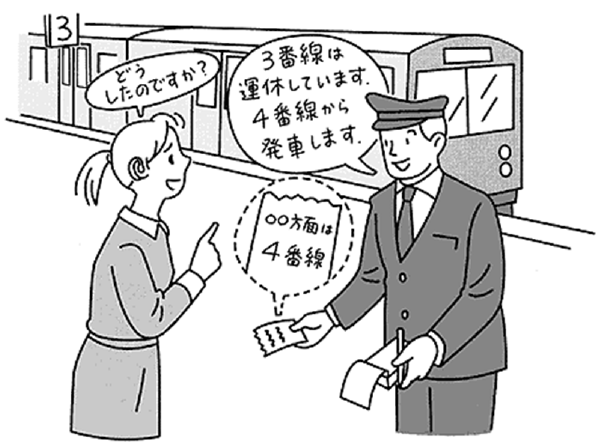 3
どう
したのですか?
3番線は
運休しています.
4番線から
発車します.
○○方面は
4番線